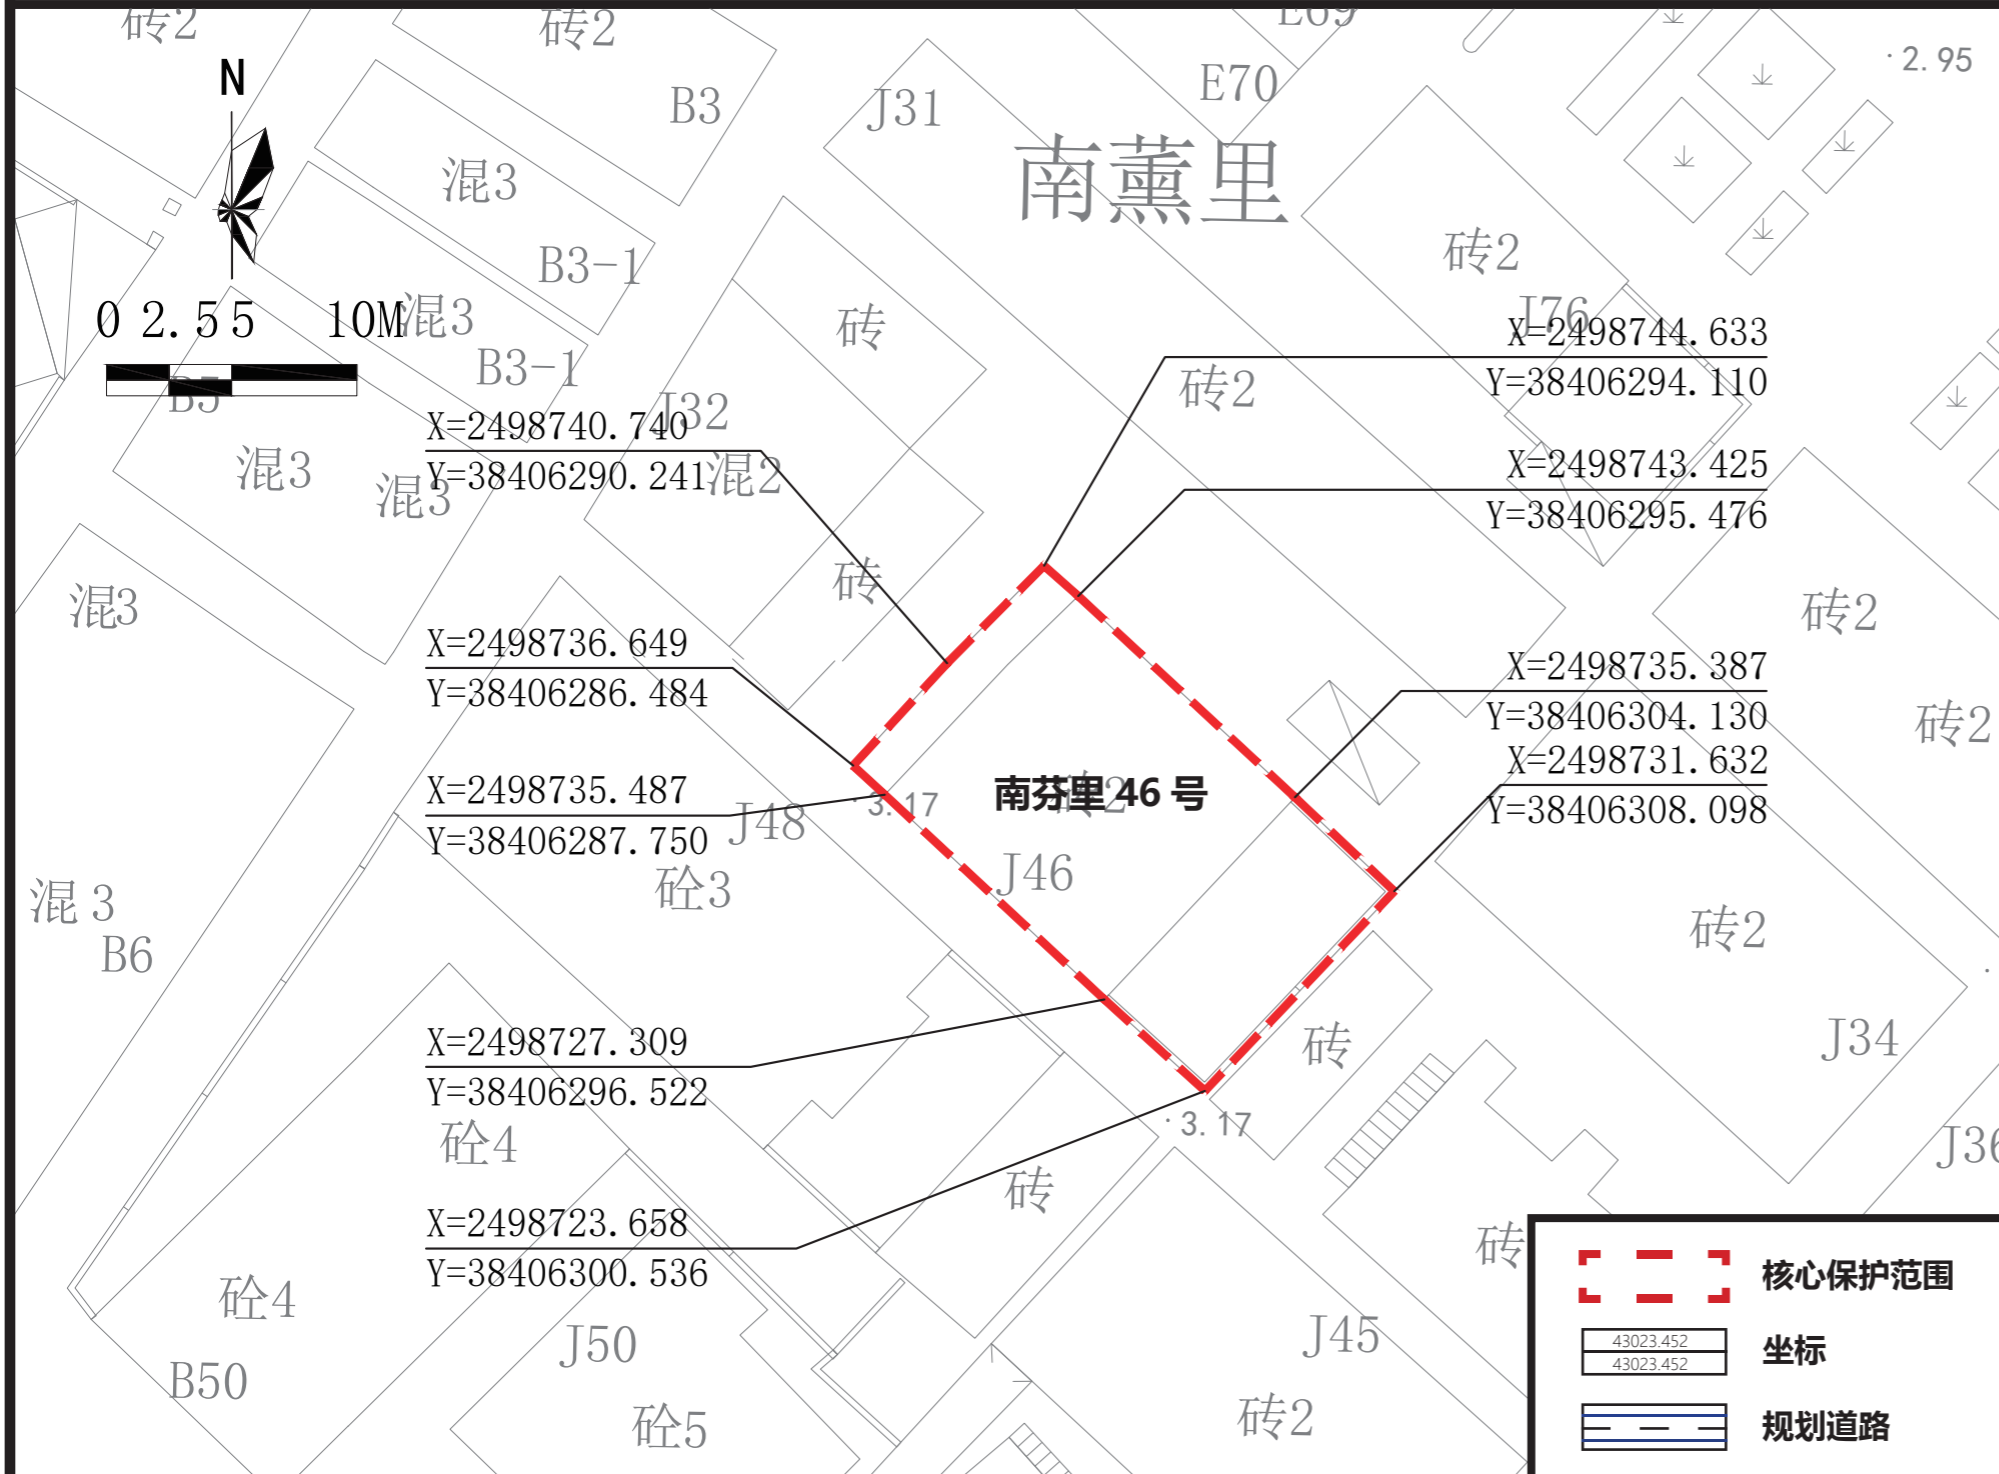 砖2
砖2
E69
·2.95
N
B3
J31
E70
南薰里
混3
砖2
B3-1
0 2.55 10M
混3
砖
J76
X=2498744.633
Y=38406294.110
B3-1
B5
砖2
J32
X=2498740.740
Y=38406290.241
混2
混3
混3
X=2498743.425
Y=38406295.476
砖
混3
砖2
X=2498736.649
Y=38406286.484
X=2498735.387
Y=38406304.130
砖2
X=2498731.632
Y=38406308.098
X=2498735.487
Y=38406287.750
·3.17
南芬里46号
砖2
J48
J46
砼3
混3
砖2
B6
X=2498727.309
Y=38406296.522
砖
J34
·3.17
砼4
J36
砖
X=2498723.658
Y=38406300.536
砖
核心保护范围
砼4
J50
J45
43023.452
43023.452
坐标
B50
砖2
砼5
规划道路